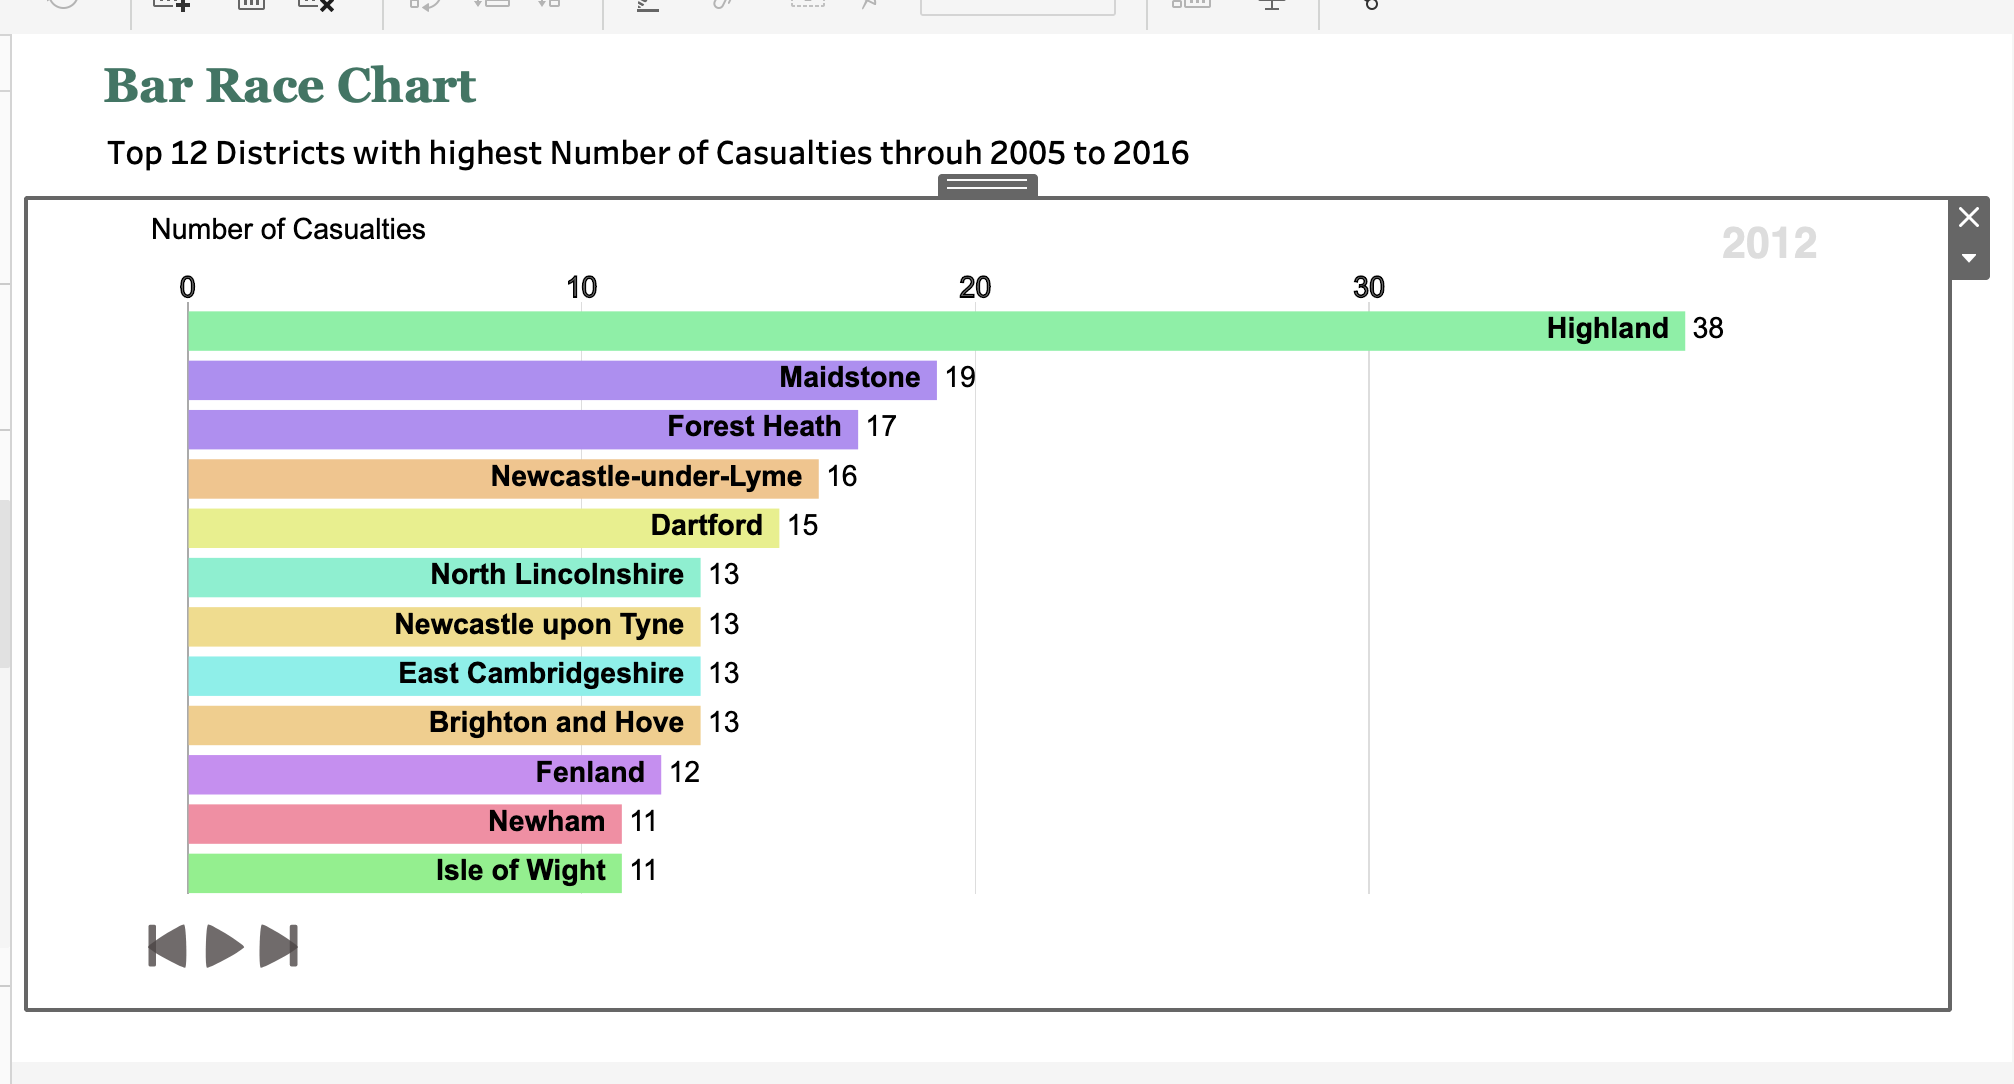 Bar Race Chart
Top 12 Districts with highest Number of Casualties throuh 2005 to 2016
Number of Casualties
2012
0 10 20 30
Highland 38
Maidstone 19
Forest Heath 17
Newcastle-under-Lyme 16
Dartford 15
North Lincolnshire 13
Newcastle upon Tyne 13
East Cambridgeshire 13
Brighton and Hove 13
Fenland 12
Newham 11
Isle of Wight 11